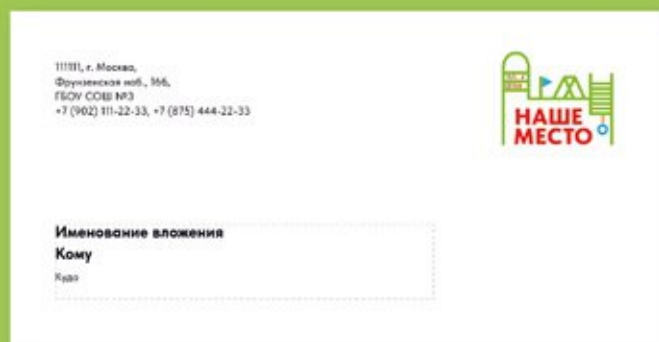 111111, г. Москва,
Фрунзенская наб., 166,
ГБОУ СОШ №3
+7 (902) 111-22-33, +7 (875) 444-22-33
НАШЕ
МЕСТО
Именование вложения
Кому
Куда